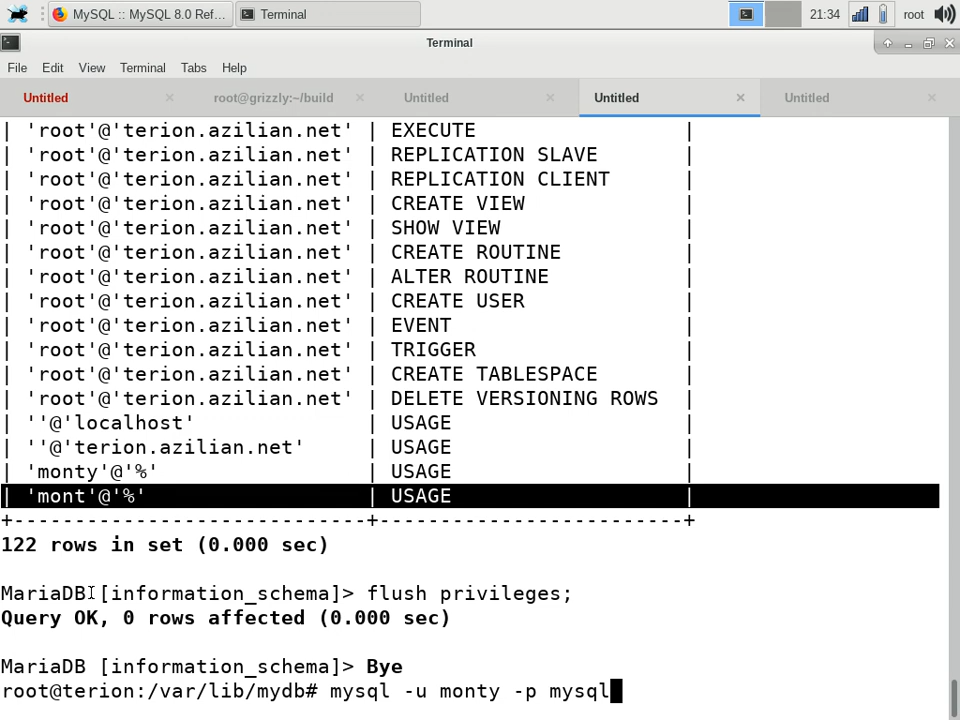 MySQL :: MySQL 8.0 Ref... Terminal 21:34 root
Terminal
File Edit View Terminal Tabs Help
Untitled root@grizzly:~/build Untitled Untitled Untitled
| 'root'@'terion.azilian.net' | EXECUTE |
| 'root'@'terion.azilian.net' | REPLICATION SLAVE |
| 'root'@'terion.azilian.net' | REPLICATION CLIENT |
| 'root'@'terion.azilian.net' | CREATE VIEW |
| 'root'@'terion.azilian.net' | SHOW VIEW |
| 'root'@'terion.azilian.net' | CREATE ROUTINE |
| 'root'@'terion.azilian.net' | ALTER ROUTINE |
| 'root'@'terion.azilian.net' | CREATE USER |
| 'root'@'terion.azilian.net' | EVENT |
| 'root'@'terion.azilian.net' | TRIGGER |
| 'root'@'terion.azilian.net' | CREATE TABLESPACE |
| 'root'@'terion.azilian.net' | DELETE VERSIONING ROWS |
| ''@'localhost' | USAGE |
| ''@'terion.azilian.net' | USAGE |
| 'monty'@'%' | USAGE |
| 'mont'@'%' | USAGE |
+-----------------------------+-------------------------+
122 rows in set (0.000 sec)
MariaDB [information_schema]> flush privileges;
Query OK, 0 rows affected (0.000 sec)
MariaDB [information_schema]> Bye
root@terion:/var/lib/mydb# mysql -u monty -p mysql